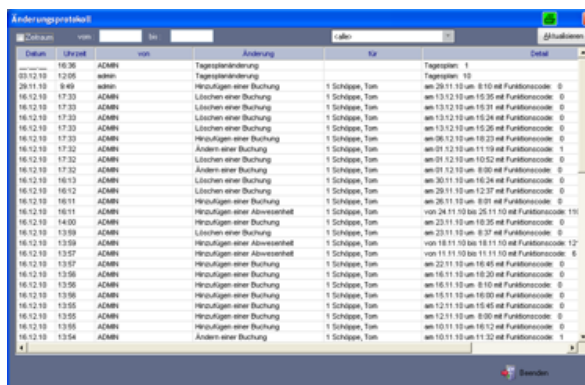 Änderungsprotokoll
Zeitraum von: bis: <alle> Aktualisieren
Datum Uhrzeit von Änderung für Detail
__.__.__ 16:36 ADMIN Tagesplanänderung Tagesplan: 1
03.12.10 12:05 admin Tagesplanänderung Tagesplan: 10
29.11.10 9:49 admin Hinzufügen einer Buchung 1 Schöppe, Tom am 29.11.10 um 8:10 mit Funktionscode: 0
16.12.10 17:33 ADMIN Löschen einer Buchung 1 Schöppe, Tom am 13.12.10 um 15:35 mit Funktionscode: 0
16.12.10 17:33 ADMIN Löschen einer Buchung 1 Schöppe, Tom am 13.12.10 um 15:31 mit Funktionscode: 0
16.12.10 17:33 ADMIN Löschen einer Buchung 1 Schöppe, Tom am 13.12.10 um 15:24 mit Funktionscode: 0
16.12.10 17:33 ADMIN Löschen einer Buchung 1 Schöppe, Tom am 13.12.10 um 15:26 mit Funktionscode: 0
16.12.10 17:33 ADMIN Hinzufügen einer Buchung 1 Schöppe, Tom am 06.12.10 um 18:23 mit Funktionscode: 0
16.12.10 17:32 ADMIN Ändern einer Buchung 1 Schöppe, Tom am 01.12.10 um 11:19 mit Funktionscode: 1
16.12.10 17:32 ADMIN Löschen einer Buchung 1 Schöppe, Tom am 01.12.10 um 10:52 mit Funktionscode: 0
16.12.10 17:32 ADMIN Ändern einer Buchung 1 Schöppe, Tom am 01.12.10 um 8:00 mit Funktionscode: 0
16.12.10 16:13 ADMIN Löschen einer Buchung 1 Schöppe, Tom am 30.11.10 um 16:24 mit Funktionscode: 0
16.12.10 16:12 ADMIN Löschen einer Buchung 1 Schöppe, Tom am 29.11.10 um 12:37 mit Funktionscode: 0
16.12.10 16:11 ADMIN Hinzufügen einer Buchung 1 Schöppe, Tom am 26.11.10 um 8:01 mit Funktionscode: 0
16.12.10 16:11 ADMIN Hinzufügen einer Abwesenheit 1 Schöppe, Tom von 24.11.10 bis 25.11.10 mit Funktionscode:
16.12.10 14:00 ADMIN Hinzufügen einer Buchung 1 Schöppe, Tom am 23.11.10 um 18:35 mit Funktionscode: 0
16.12.10 13:59 ADMIN Löschen einer Buchung 1 Schöppe, Tom am 23.11.10 um 8:37 mit Funktionscode: 0
16.12.10 13:59 ADMIN Hinzufügen einer Abwesenheit 1 Schöppe, Tom von 18.11.10 bis 18.11.10 mit Funktionscode:
16.12.10 13:57 ADMIN Hinzufügen einer Abwesenheit 1 Schöppe, Tom von 11.11.10 bis 11.11.10 mit Funktionscode: 6
16.12.10 13:57 ADMIN Hinzufügen einer Buchung 1 Schöppe, Tom am 22.11.10 um 16:45 mit Funktionscode: 0
16.12.10 13:56 ADMIN Hinzufügen einer Buchung 1 Schöppe, Tom am 16.11.10 um 18:20 mit Funktionscode: 0
16.12.10 13:56 ADMIN Hinzufügen einer Buchung 1 Schöppe, Tom am 16.11.10 um 8:10 mit Funktionscode: 0
16.12.10 13:56 ADMIN Hinzufügen einer Buchung 1 Schöppe, Tom am 15.11.10 um 16:00 mit Funktionscode: 0
16.12.10 13:55 ADMIN Hinzufügen einer Buchung 1 Schöppe, Tom am 12.11.10 um 15:45 mit Funktionscode: 0
16.12.10 13:55 ADMIN Hinzufügen einer Buchung 1 Schöppe, Tom am 12.11.10 um 8:00 mit Funktionscode: 0
16.12.10 13:55 ADMIN Hinzufügen einer Buchung 1 Schöppe, Tom am 10.11.10 um 16:12 mit Funktionscode: 0
16.12.10 13:54 ADMIN Ändern einer Buchung 1 Schöppe, Tom am 10.11.10 um 11:32 mit Funktionscode: 1
Beenden